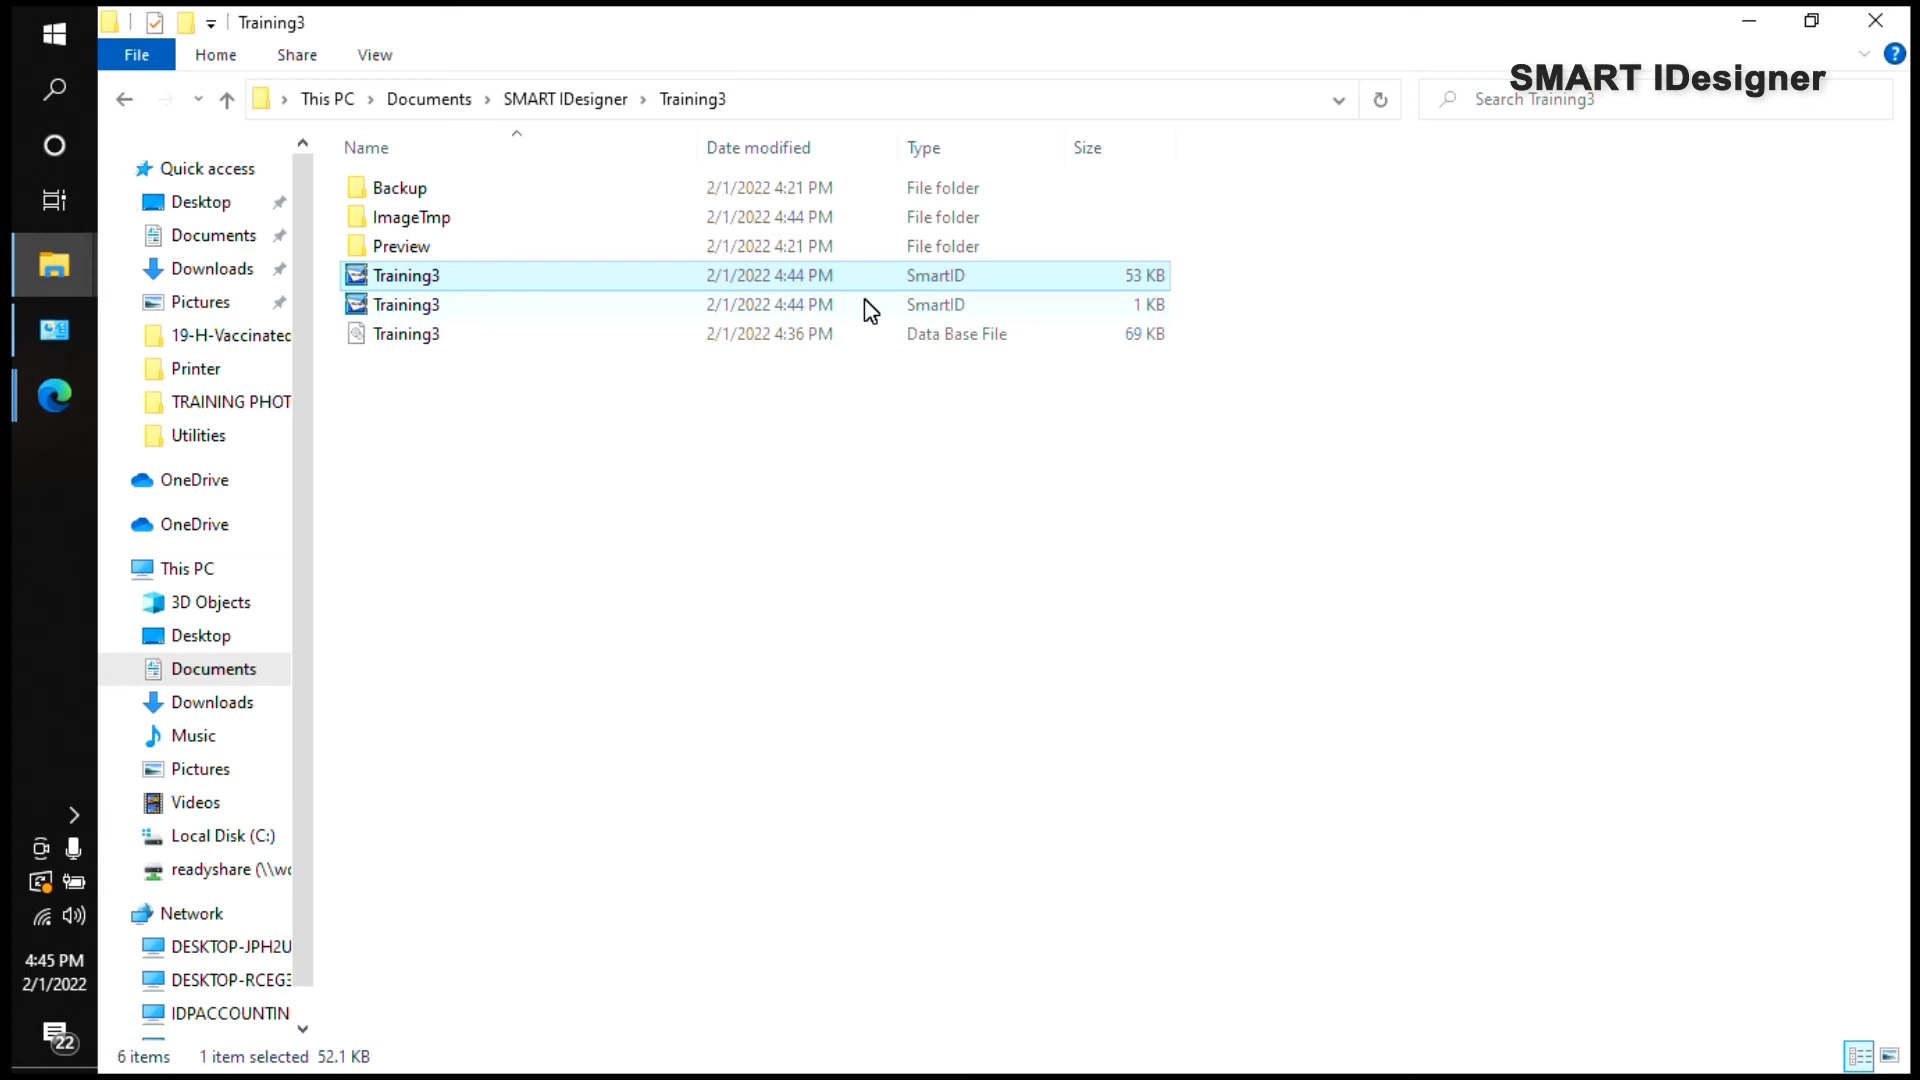 Training3
File Home Share View
SMART IDesigner
This PC Documents SMART IDesigner Training3
Search Training3
Name Date modified Type Size
Quick access
Desktop
Documents
Downloads
Pictures
19-H-Vaccinated
Printer
TRAINING PHOT
Utilities
OneDrive
OneDrive
This PC
3D Objects
Desktop
Documents
Downloads
Music
Pictures
Videos
Local Disk (C:)
readyshare (\\wo
Network
DESKTOP-JPH2U
DESKTOP-RCEG3
IDPACCOUNTIN
Backup 2/1/2022 4:21 PM File folder
ImageTmp 2/1/2022 4:44 PM File folder
Preview 2/1/2022 4:21 PM File folder
Training3 2/1/2022 4:44 PM SmartID 53 KB
Training3 2/1/2022 4:44 PM SmartID 1 KB
Training3 2/1/2022 4:36 PM Data Base File 69 KB
4:45 PM
2/1/2022
22
6 items 1 item selected 52.1 KB